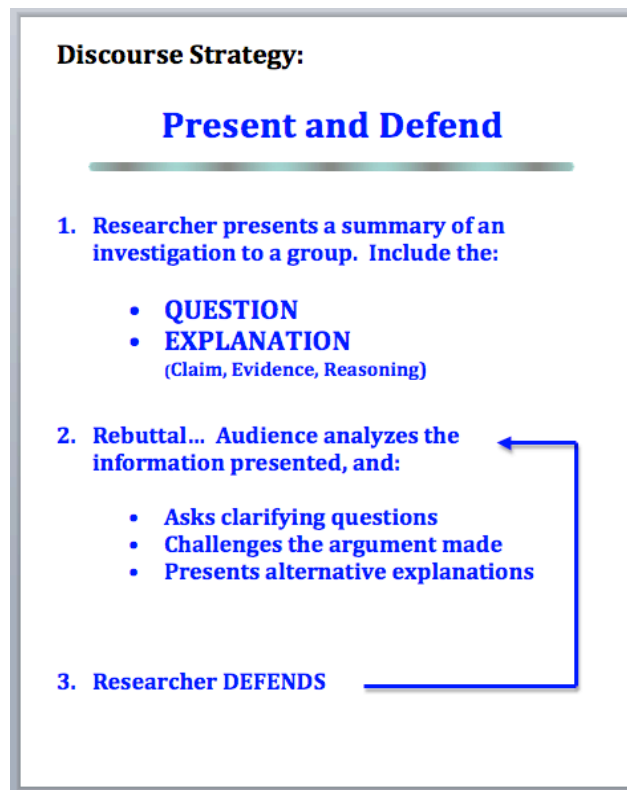 Discourse Strategy:
Present and Defend
1. Researcher presents a summary of an
investigation to a group. Include the:
• QUESTION
• EXPLANATION
(Claim, Evidence, Reasoning)
2. Rebuttal... Audience analyzes the
information presented, and:
• Asks clarifying questions
• Challenges the argument made
• Presents alternative explanations
3. Researcher DEFENDS